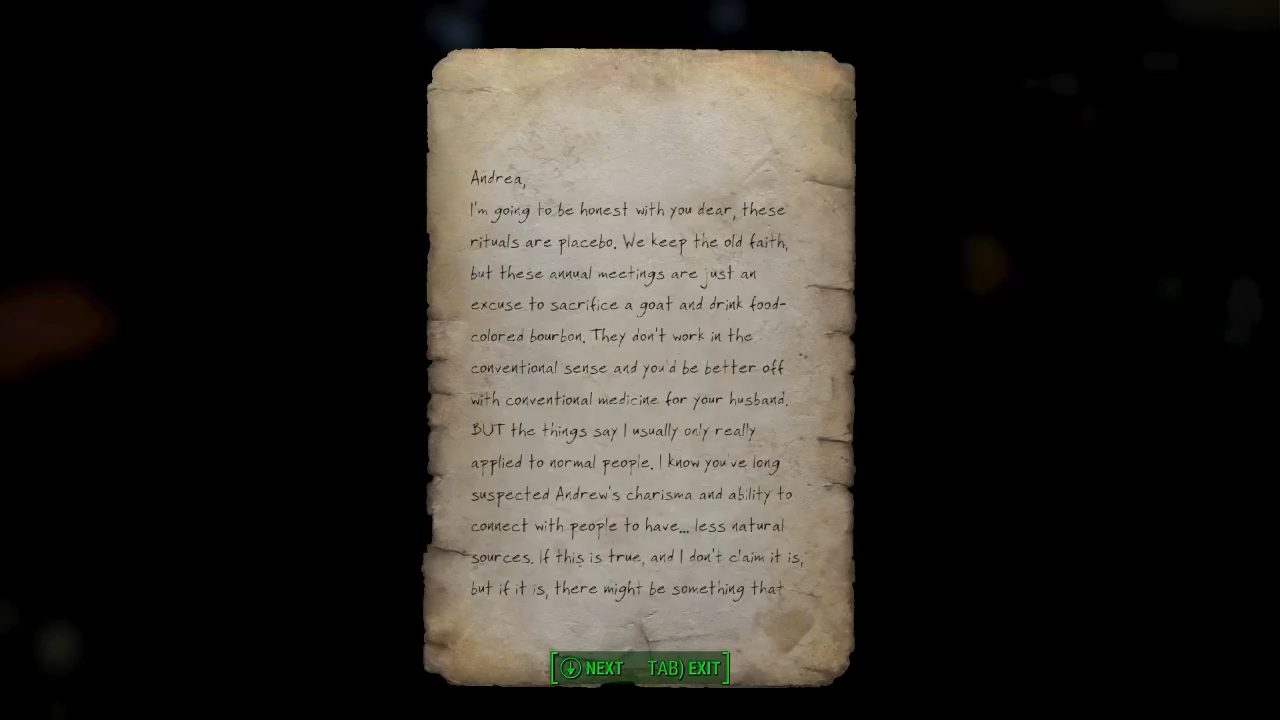 Andrea,
I'm going to be honest with you dear, these
rituals are placebo. We keep the old faith,
but these annual meetings are just an
excuse to sacrifice a goat and drink food-
colored bourbon. They don't work in the
conventional sense and you'd be better off
with conventional medicine for your husband.
BUT the things say I usually only really
applied to normal people. I know you've long
suspected Andrew's charisma and ability to
connect with people to have... less natural
sources. If this is true, and I don't claim it is,
but if it is, there might be something that
NEXT TAB) EXIT